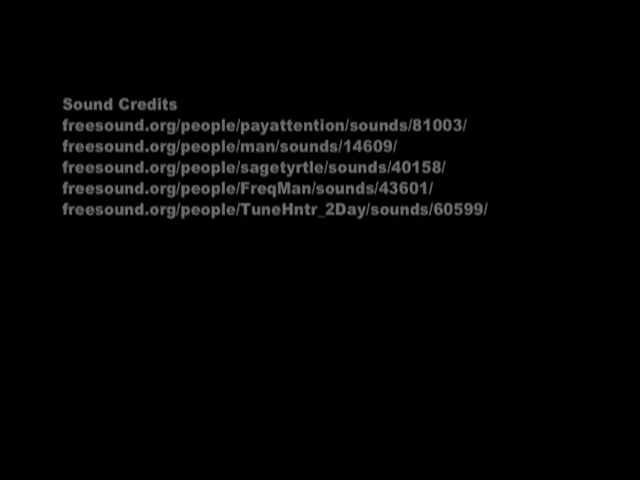 Sound Credits
freesound.org/people/payattention/sounds/81003/
freesound.org/people/man/sounds/14609/
freesound.org/people/sagetyrtle/sounds/40158/
freesound.org/people/FreqMan/sounds/43601/
freesound.org/people/TuneHntr_2Day/sounds/60599/